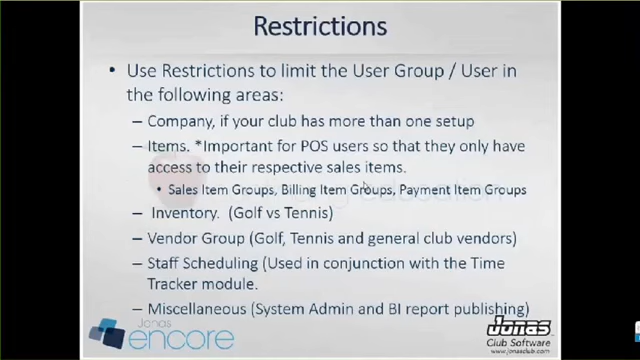 Restrictions
• Use Restrictions to limit the User Group / User in
the following areas:
– Company, if your club has more than one setup
– Items. *Important for POS users so that they only have
access to their respective sales items.
• Sales Item Groups, Billing Item Groups, Payment Item Groups
– Inventory. (Golf vs Tennis)
– Vendor Group (Golf, Tennis and general club vendors)
– Staff Scheduling (Used in conjunction with the Time
Tracker module.
– Miscellaneous (System Admin and BI report publishing)
Jonas
encore
Jonas
Club Software
www.jonasclub.com